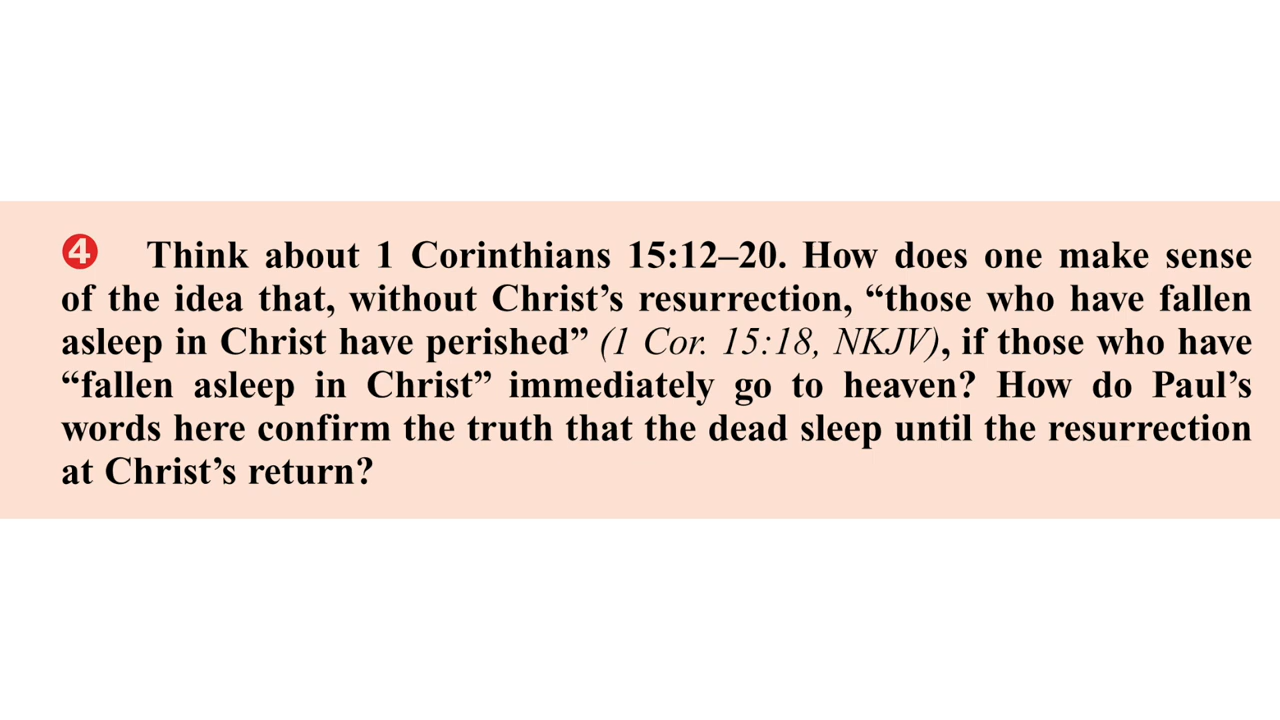 4 Think about 1 Corinthians 15:12–20. How does one make sense
of the idea that, without Christ’s resurrection, “those who have fallen
asleep in Christ have perished” (1 Cor. 15:18, NKJV), if those who have
“fallen asleep in Christ” immediately go to heaven? How do Paul’s
words here confirm the truth that the dead sleep until the resurrection
at Christ’s return?